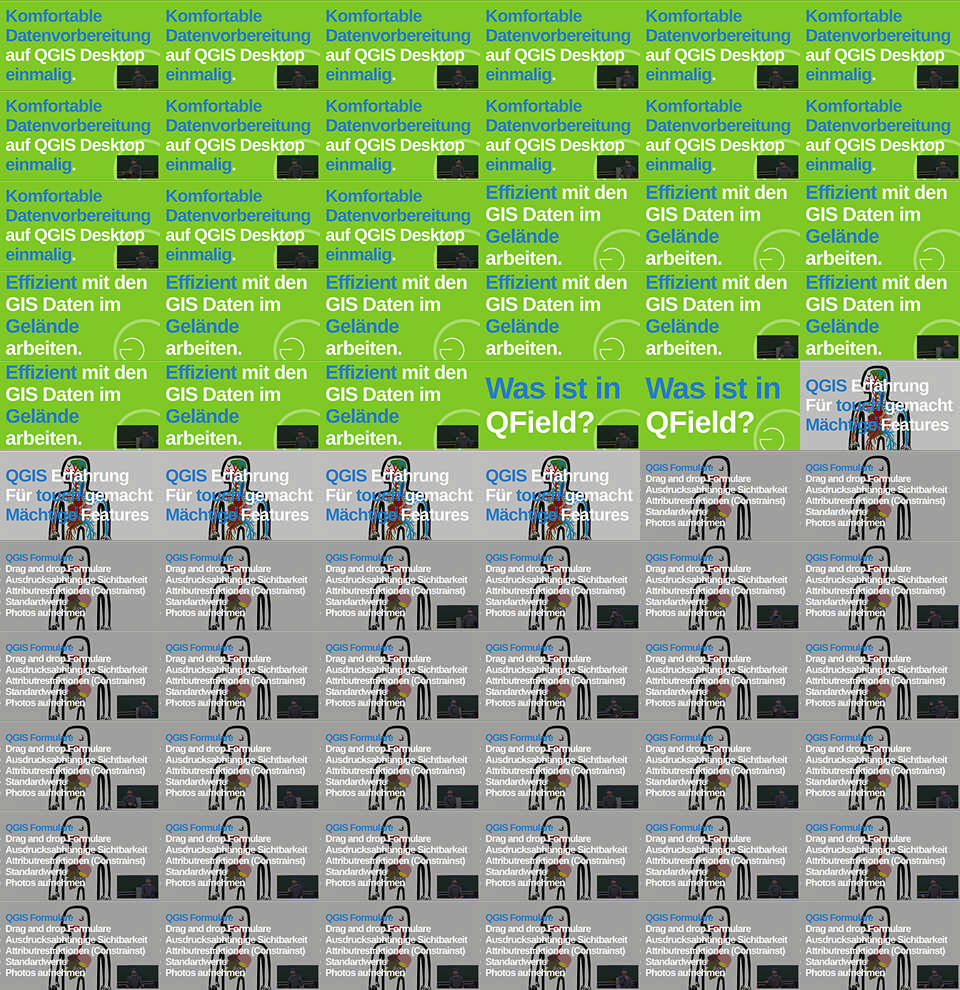 Komfortable
Datenvorbereitung
auf QGIS Desktop
einmalig.
Effizient mit den
GIS Daten im
Gelände
arbeiten.
Was ist in
QField?
QGIS Erfahrung
Für touch gemacht
Mächtige Features
QGIS Formulare
Drag and drop Formulare
Ausdrucksabhängige Sichtbarkeit
Attributrestriktionen (Constrainst)
Standardwerte
Photos aufnehmen